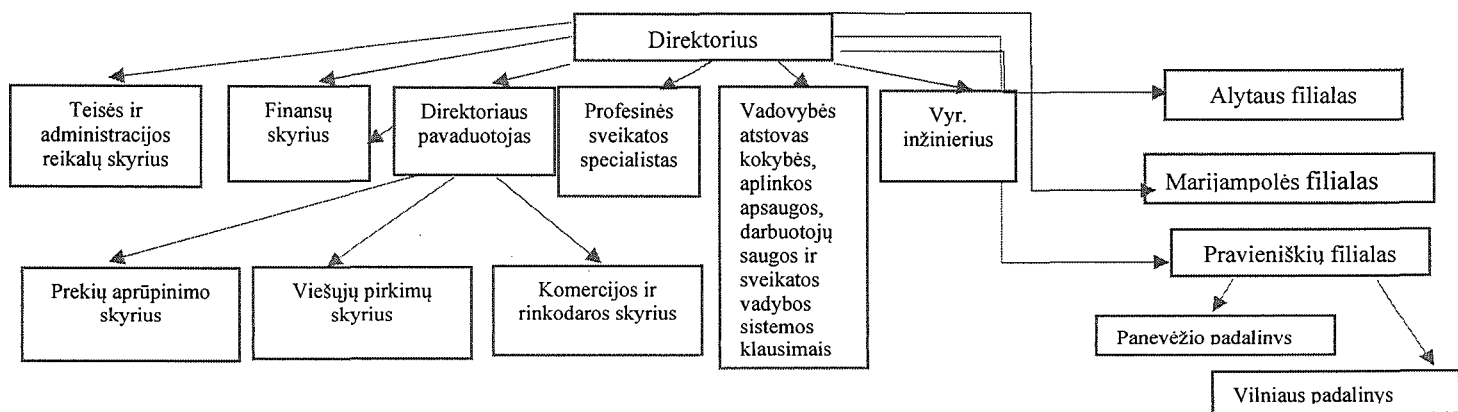 Direktorius
Teisės ir
administracijos
reikalų skyrius
Finansų
skyrius
Direktoriaus
pavaduotojas
Profesinės
sveikatos
specialistas
Vadovybės
atstovas
kokybės,
aplinkos
apsaugos,
darbuotojų
saugos ir
sveikatos
vadybos
sistemos
klausimais
Vyr.
inžinierius
Alytaus filialas
Marijampolės filialas
Pravieniškių filialas
Prekių aprūpinimo
skyrius
Viešųjų pirkimų
skyrius
Komercijos ir
rinkodaros skyrius
Panevėžio padalinys
Vilniaus padalinys